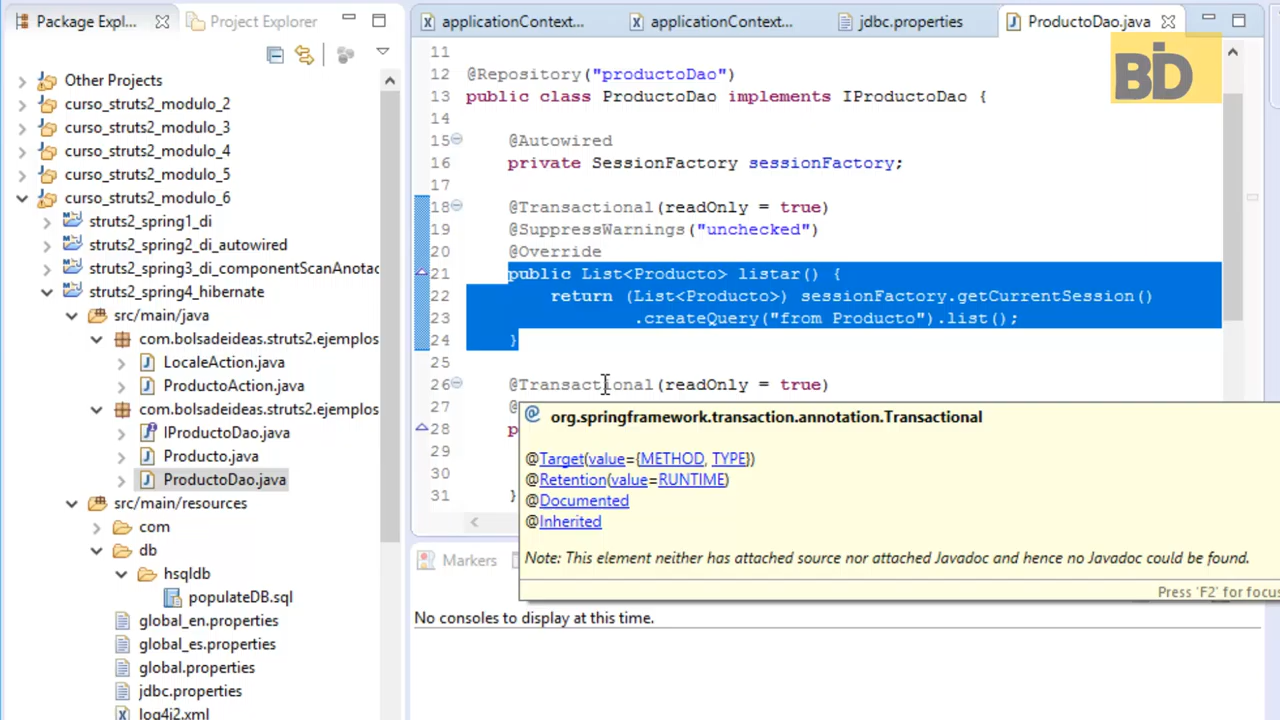 Package Expl... Project Explorer
Other Projects
curso_struts2_modulo_2
curso_struts2_modulo_3
curso_struts2_modulo_4
curso_struts2_modulo_5
curso_struts2_modulo_6
struts2_spring1_di
struts2_spring2_di_autowired
struts2_spring3_di_componentScanAnotac
struts2_spring4_hibernate
src/main/java
com.bolsadeideas.struts2.ejemplos
LocaleAction.java
ProductoAction.java
com.bolsadeideas.struts2.ejemplos
IProductoDao.java
Producto.java
ProductoDao.java
src/main/resources
com
db
hsqldb
populateDB.sql
global_en.properties
global_es.properties
global.properties
jdbc.properties
log4j2.xml
applicationContext... applicationContext... jdbc.properties ProductoDao.java
BD
11
12 @Repository("productoDao")
13 public class ProductoDao implements IProductoDao {
14
15 @Autowired
16 private SessionFactory sessionFactory;
17
18 @Transactional(readOnly = true)
19 @SuppressWarnings("unchecked")
20 @Override
21 public List<Producto> listar() {
22 return (List<Producto>) sessionFactory.getCurrentSession()
23 .createQuery("from Producto").list();
24 }
25
26 @Transactional(readOnly = true)
27 @
28 p
29
30
31 }
@ org.springframework.transaction.annotation.Transactional
@Target(value={METHOD, TYPE})
@Retention(value=RUNTIME)
@Documented
@Inherited
Note: This element neither has attached source nor attached Javadoc and hence no Javadoc could be found.
Press 'F2' for focus
Markers
No consoles to display at this time.